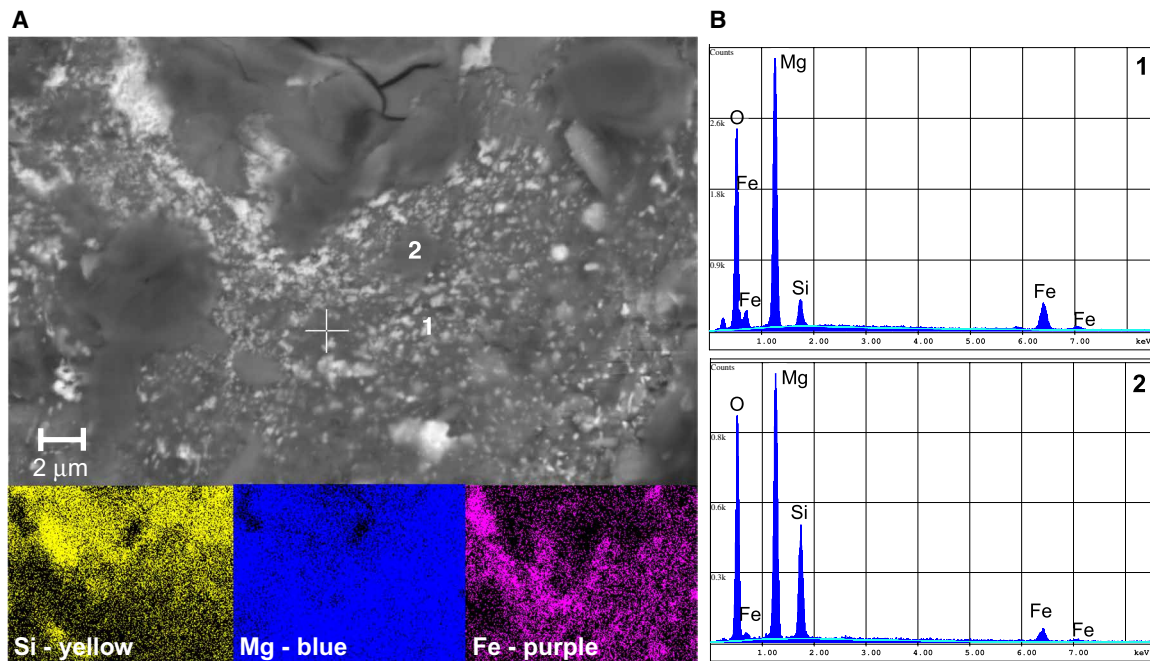 A
2
1
2 μm
Si - yellow
Mg - blue
Fe - purple
B
Counts
1
Mg
O
2.6k
Fe
1.8k
0.9k
Fe
Si
Fe
Fe
1.00 2.00 3.00 4.00 5.00 6.00 7.00 keV
Counts
2
Mg
O
0.8k
Si
0.6k
0.3k
Fe
Fe
Fe
1.00 2.00 3.00 4.00 5.00 6.00 7.00 keV